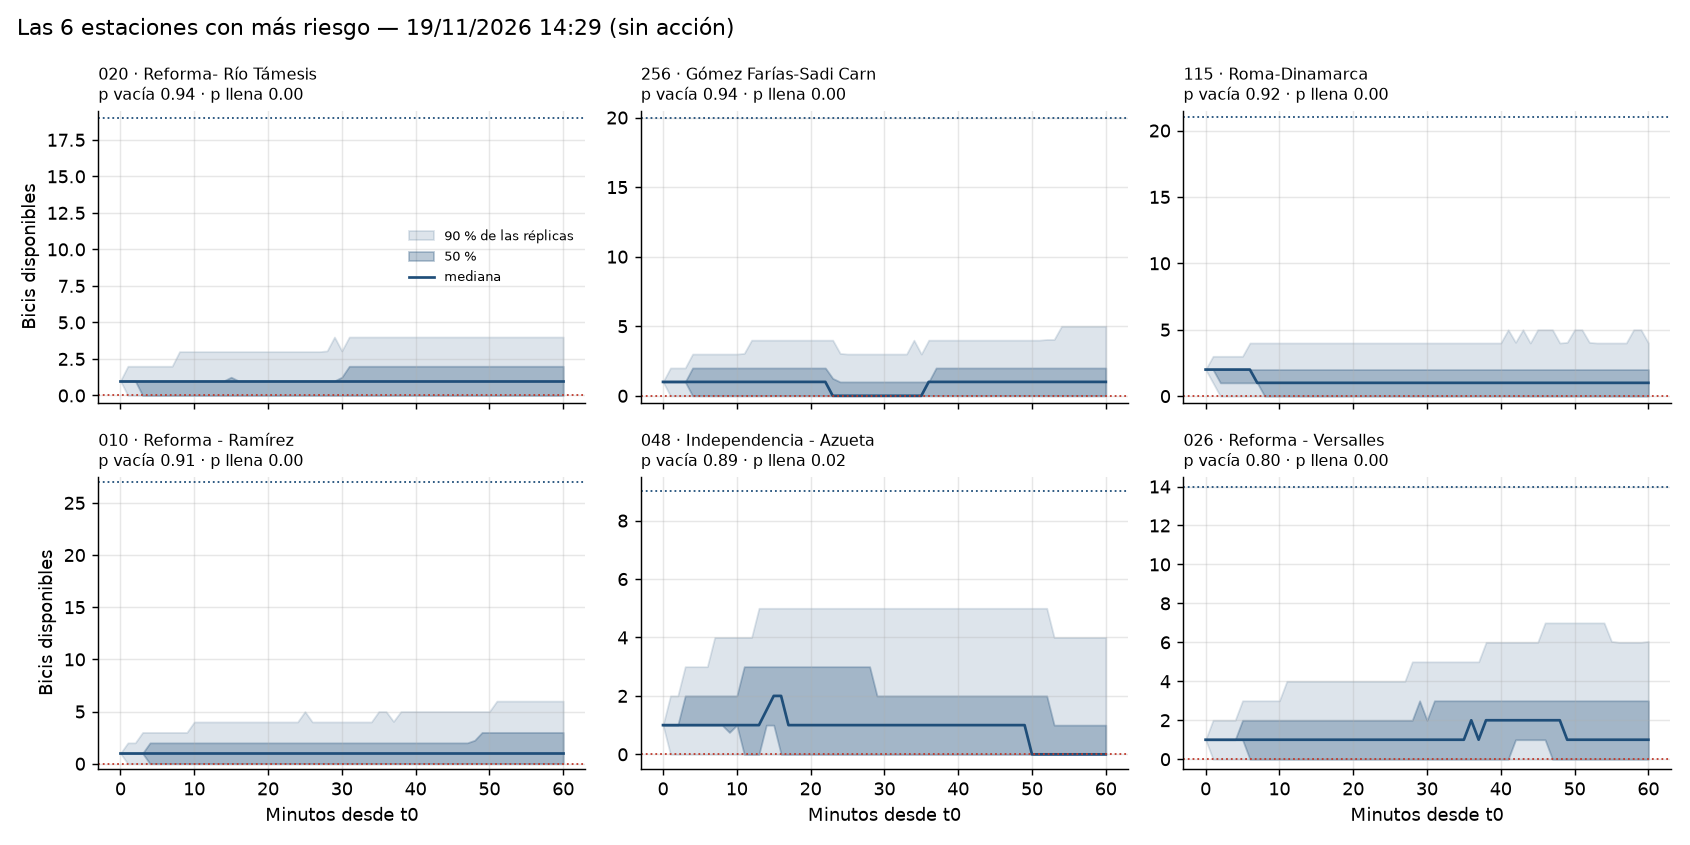 Las 6 estaciones con más riesgo — 19/11/2026 14:29 (sin acción)
020 · Reforma- Río Támesis
p vacía 0.94 · p llena 0.00
17.5
15.0
12.5
10.0
7.5
5.0
2.5
0.0
Bicis disponibles
90 % de las réplicas
50 %
mediana
256 · Gómez Farías-Sadi Carn
p vacía 0.94 · p llena 0.00
20
15
10
5
0
115 · Roma-Dinamarca
p vacía 0.92 · p llena 0.00
20
15
10
5
0
010 · Reforma - Ramírez
p vacía 0.91 · p llena 0.00
25
20
15
10
5
0
Bicis disponibles
0 10 20 30 40 50 60
Minutos desde t0
048 · Independencia - Azueta
p vacía 0.89 · p llena 0.02
8
6
4
2
0
0 10 20 30 40 50 60
Minutos desde t0
026 · Reforma - Versalles
p vacía 0.80 · p llena 0.00
14
12
10
8
6
4
2
0
0 10 20 30 40 50 60
Minutos desde t0